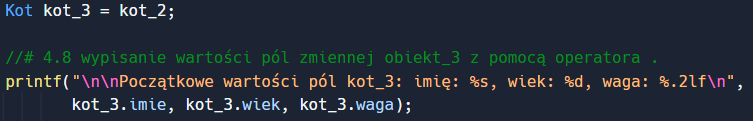 Kot kot_3 = kot_2;
//# 4.8 wypisanie wartości pól zmiennej obiekt_3 z pomocą operatora .
printf("\n\nPoczątkowe wartości pól kot_3: imię: %s, wiek: %d, waga: %.2lf\n",
kot_3.imie, kot_3.wiek, kot_3.waga);